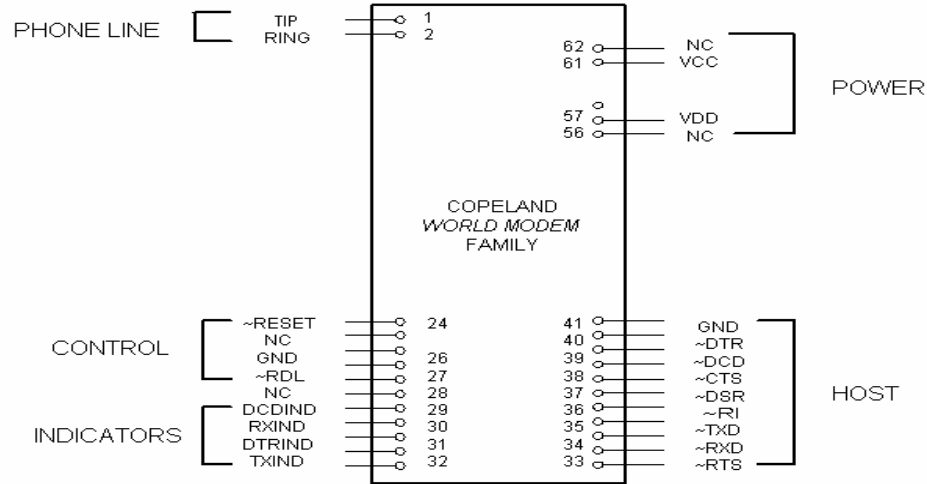 PHONE LINE
TIP
RING
1
2
62
61
NC
VCC
57
56
VDD
NC
POWER
COPELAND
WORLD MODEM
FAMILY
CONTROL
~RESET
NC
GND
~RDL
NC
24
26
27
28
INDICATORS
DCDIND
RXIND
DTRIND
TXIND
29
30
31
32
41
40
39
38
37
36
35
34
33
GND
~DTR
~DCD
~CTS
~DSR
~RI
~TXD
~RXD
~RTS
HOST